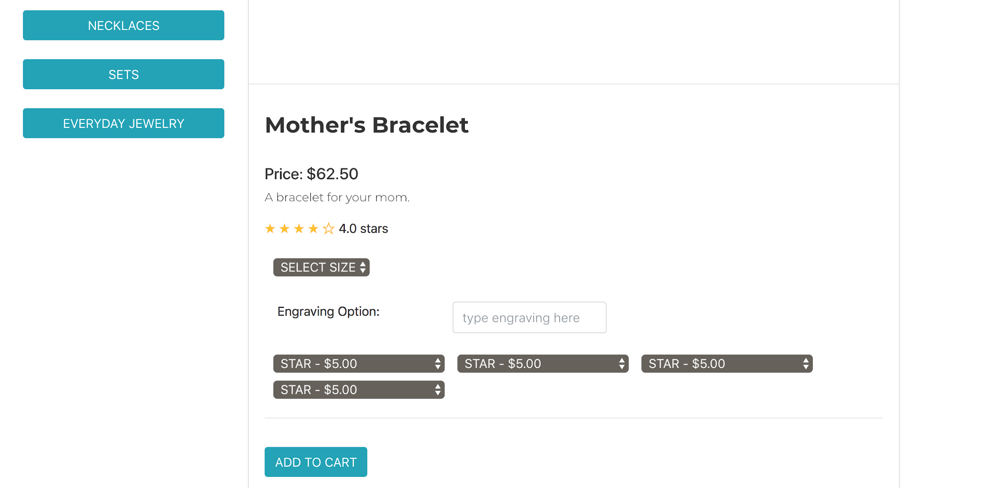 NECKLACES
SETS
EVERYDAY JEWELRY
Mother's Bracelet
Price: $62.50
A bracelet for your mom.
4.0 stars
SELECT SIZE
Engraving Option:
type engraving here
STAR - $5.00
STAR - $5.00
STAR - $5.00
STAR - $5.00
ADD TO CART